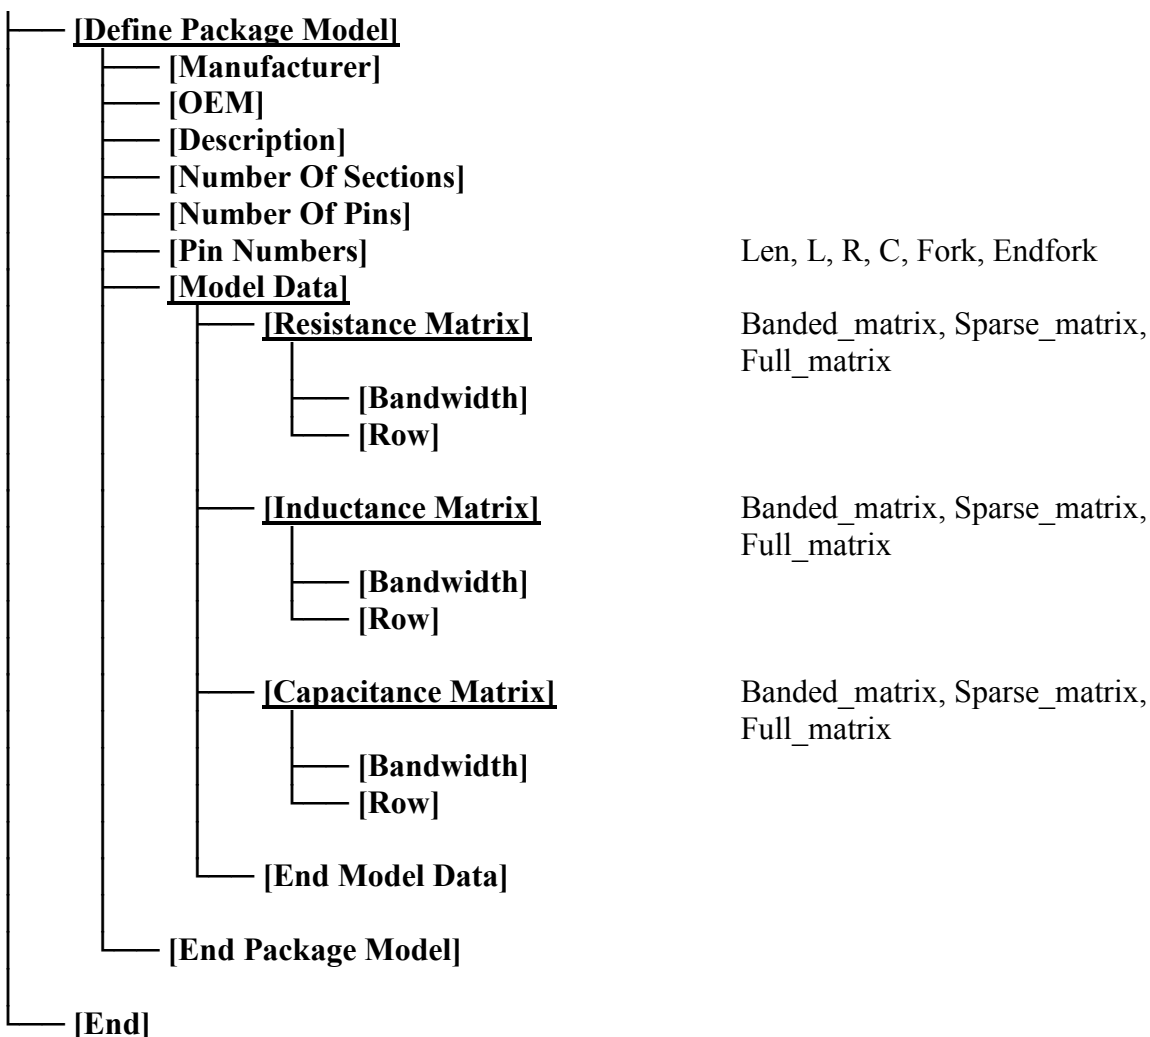 [Define Package Model]
[Manufacturer]
[OEM]
[Description]
[Number Of Sections]
[Number Of Pins]
[Pin Numbers] Len, L, R, C, Fork, Endfork
[Model Data]
[Resistance Matrix] Banded_matrix, Sparse_matrix,
Full_matrix
[Bandwidth]
[Row]
[Inductance Matrix] Banded_matrix, Sparse_matrix,
Full_matrix
[Bandwidth]
[Row]
[Capacitance Matrix] Banded_matrix, Sparse_matrix,
Full_matrix
[Bandwidth]
[Row]
[End Model Data]
[End Package Model]
[End]